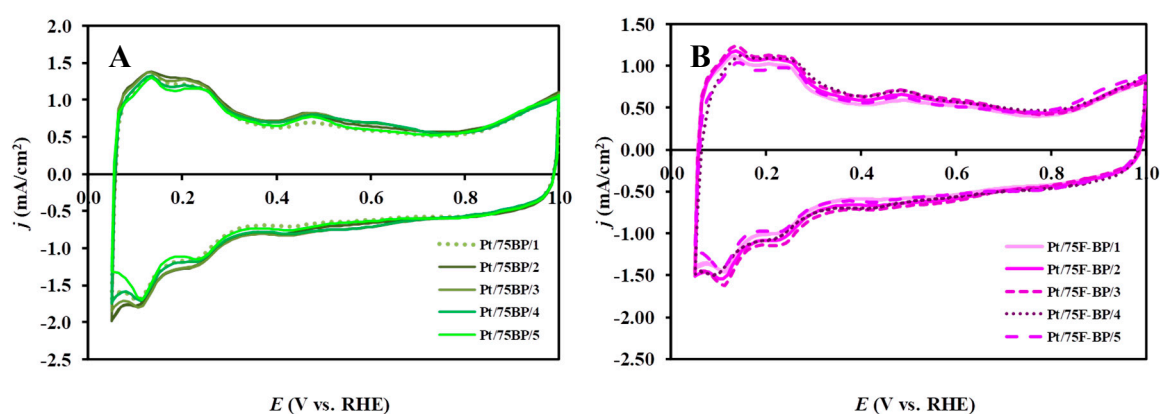 A
2.0
1.5
1.0
0.5
0.0
-0.5
-1.0
-1.5
-2.0
-2.5
0.0
0.2
0.4
0.6
0.8
1.0
j (mA/cm²)
E (V vs. RHE)
Pt/75BP/1
Pt/75BP/2
Pt/75BP/3
Pt/75BP/4
Pt/75BP/5
B
1.50
1.00
0.50
0.00
-0.50
-1.00
-1.50
-2.00
-2.50
0.0
0.2
0.4
0.6
0.8
1.0
j (mA/cm²)
E (V vs. RHE)
Pt/75F-BP/1
Pt/75F-BP/2
Pt/75F-BP/3
Pt/75F-BP/4
Pt/75F-BP/5